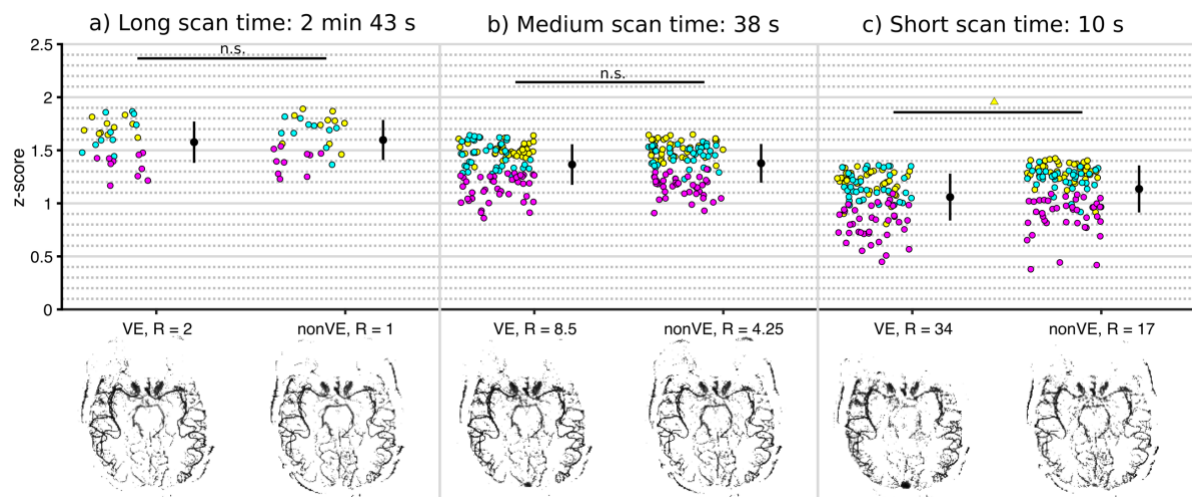 a) Long scan time: 2 min 43 s
b) Medium scan time: 38 s
c) Short scan time: 10 s
2.5
2
1.5
1
0.5
0
z-score
n.s.
n.s.
VE, R = 2
nonVE, R = 1
VE, R = 8.5
nonVE, R = 4.25
VE, R = 34
nonVE, R = 17